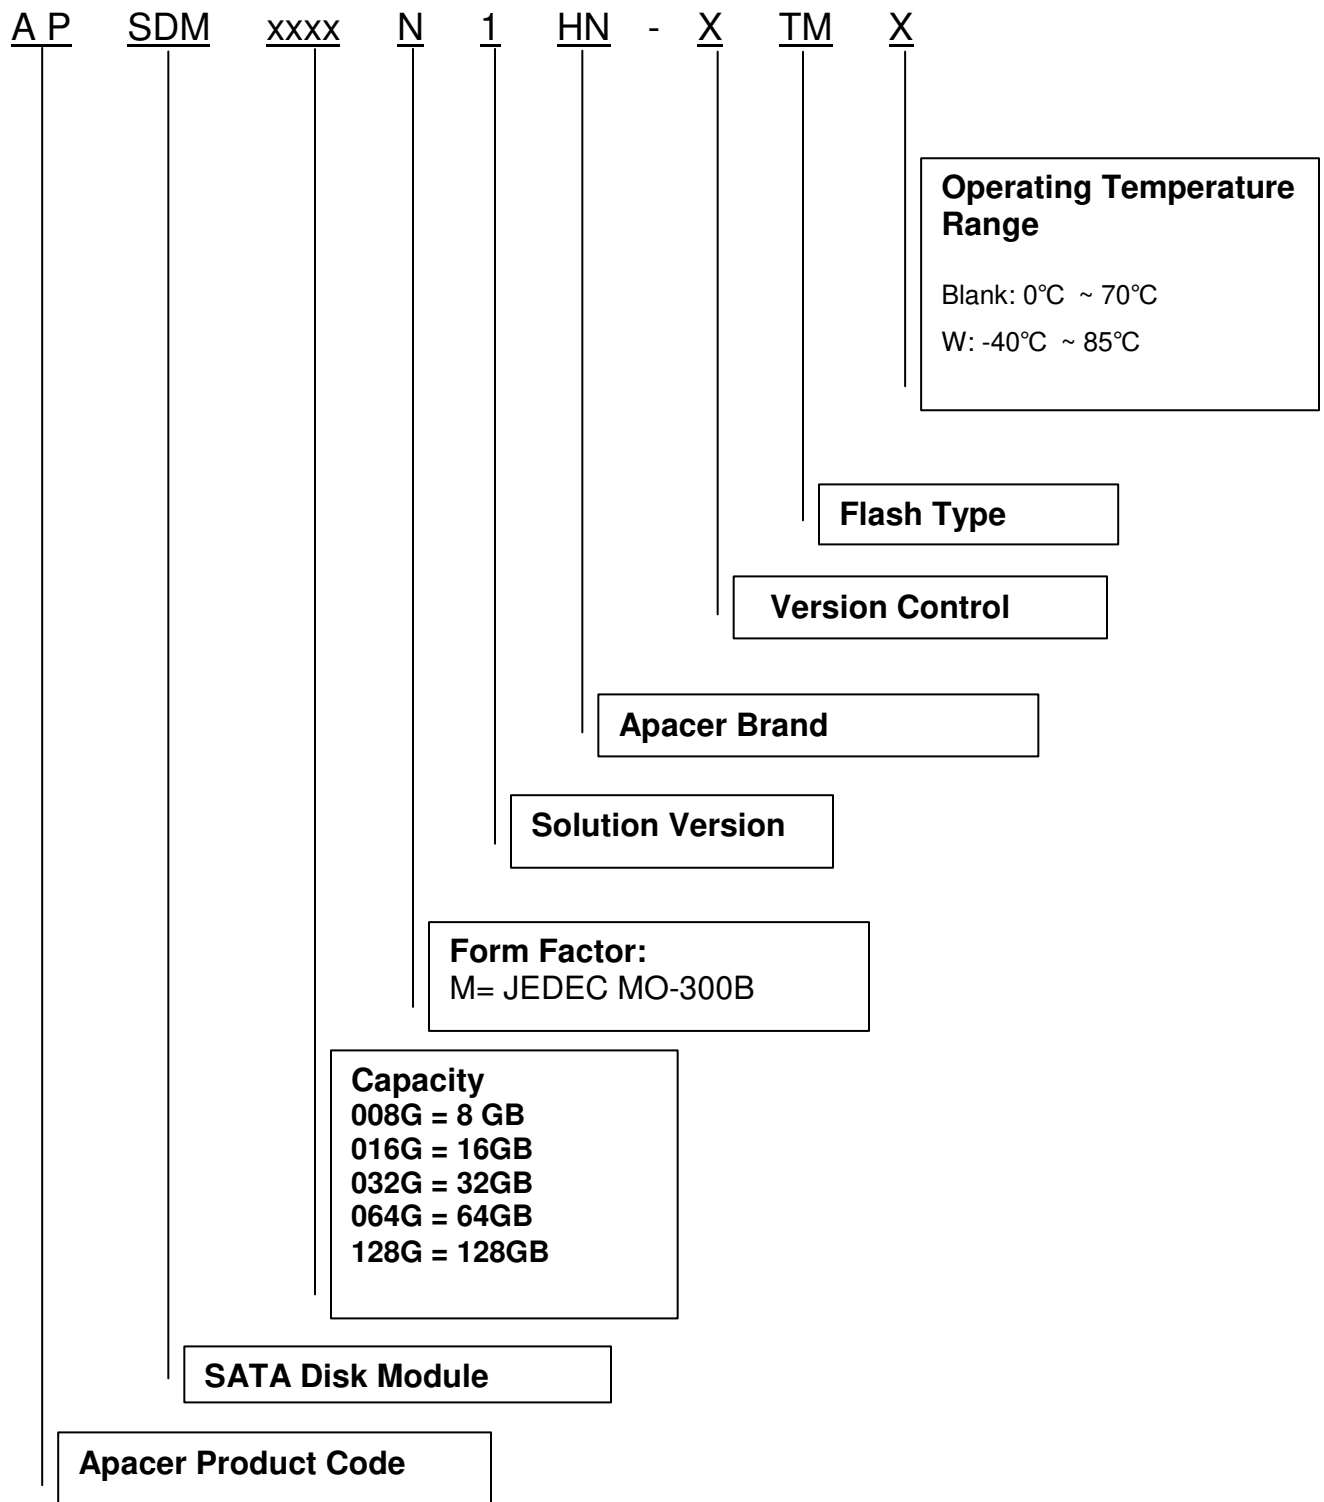 A P SDM xxxx N 1 HN - X TM X
Operating Temperature
Range
Blank: 0℃ ~ 70℃
W: -40℃ ~ 85℃
Flash Type
Version Control
Apacer Brand
Solution Version
Form Factor:
M= JEDEC MO-300B
Capacity
008G = 8 GB
016G = 16GB
032G = 32GB
064G = 64GB
128G = 128GB
SATA Disk Module
Apacer Product Code